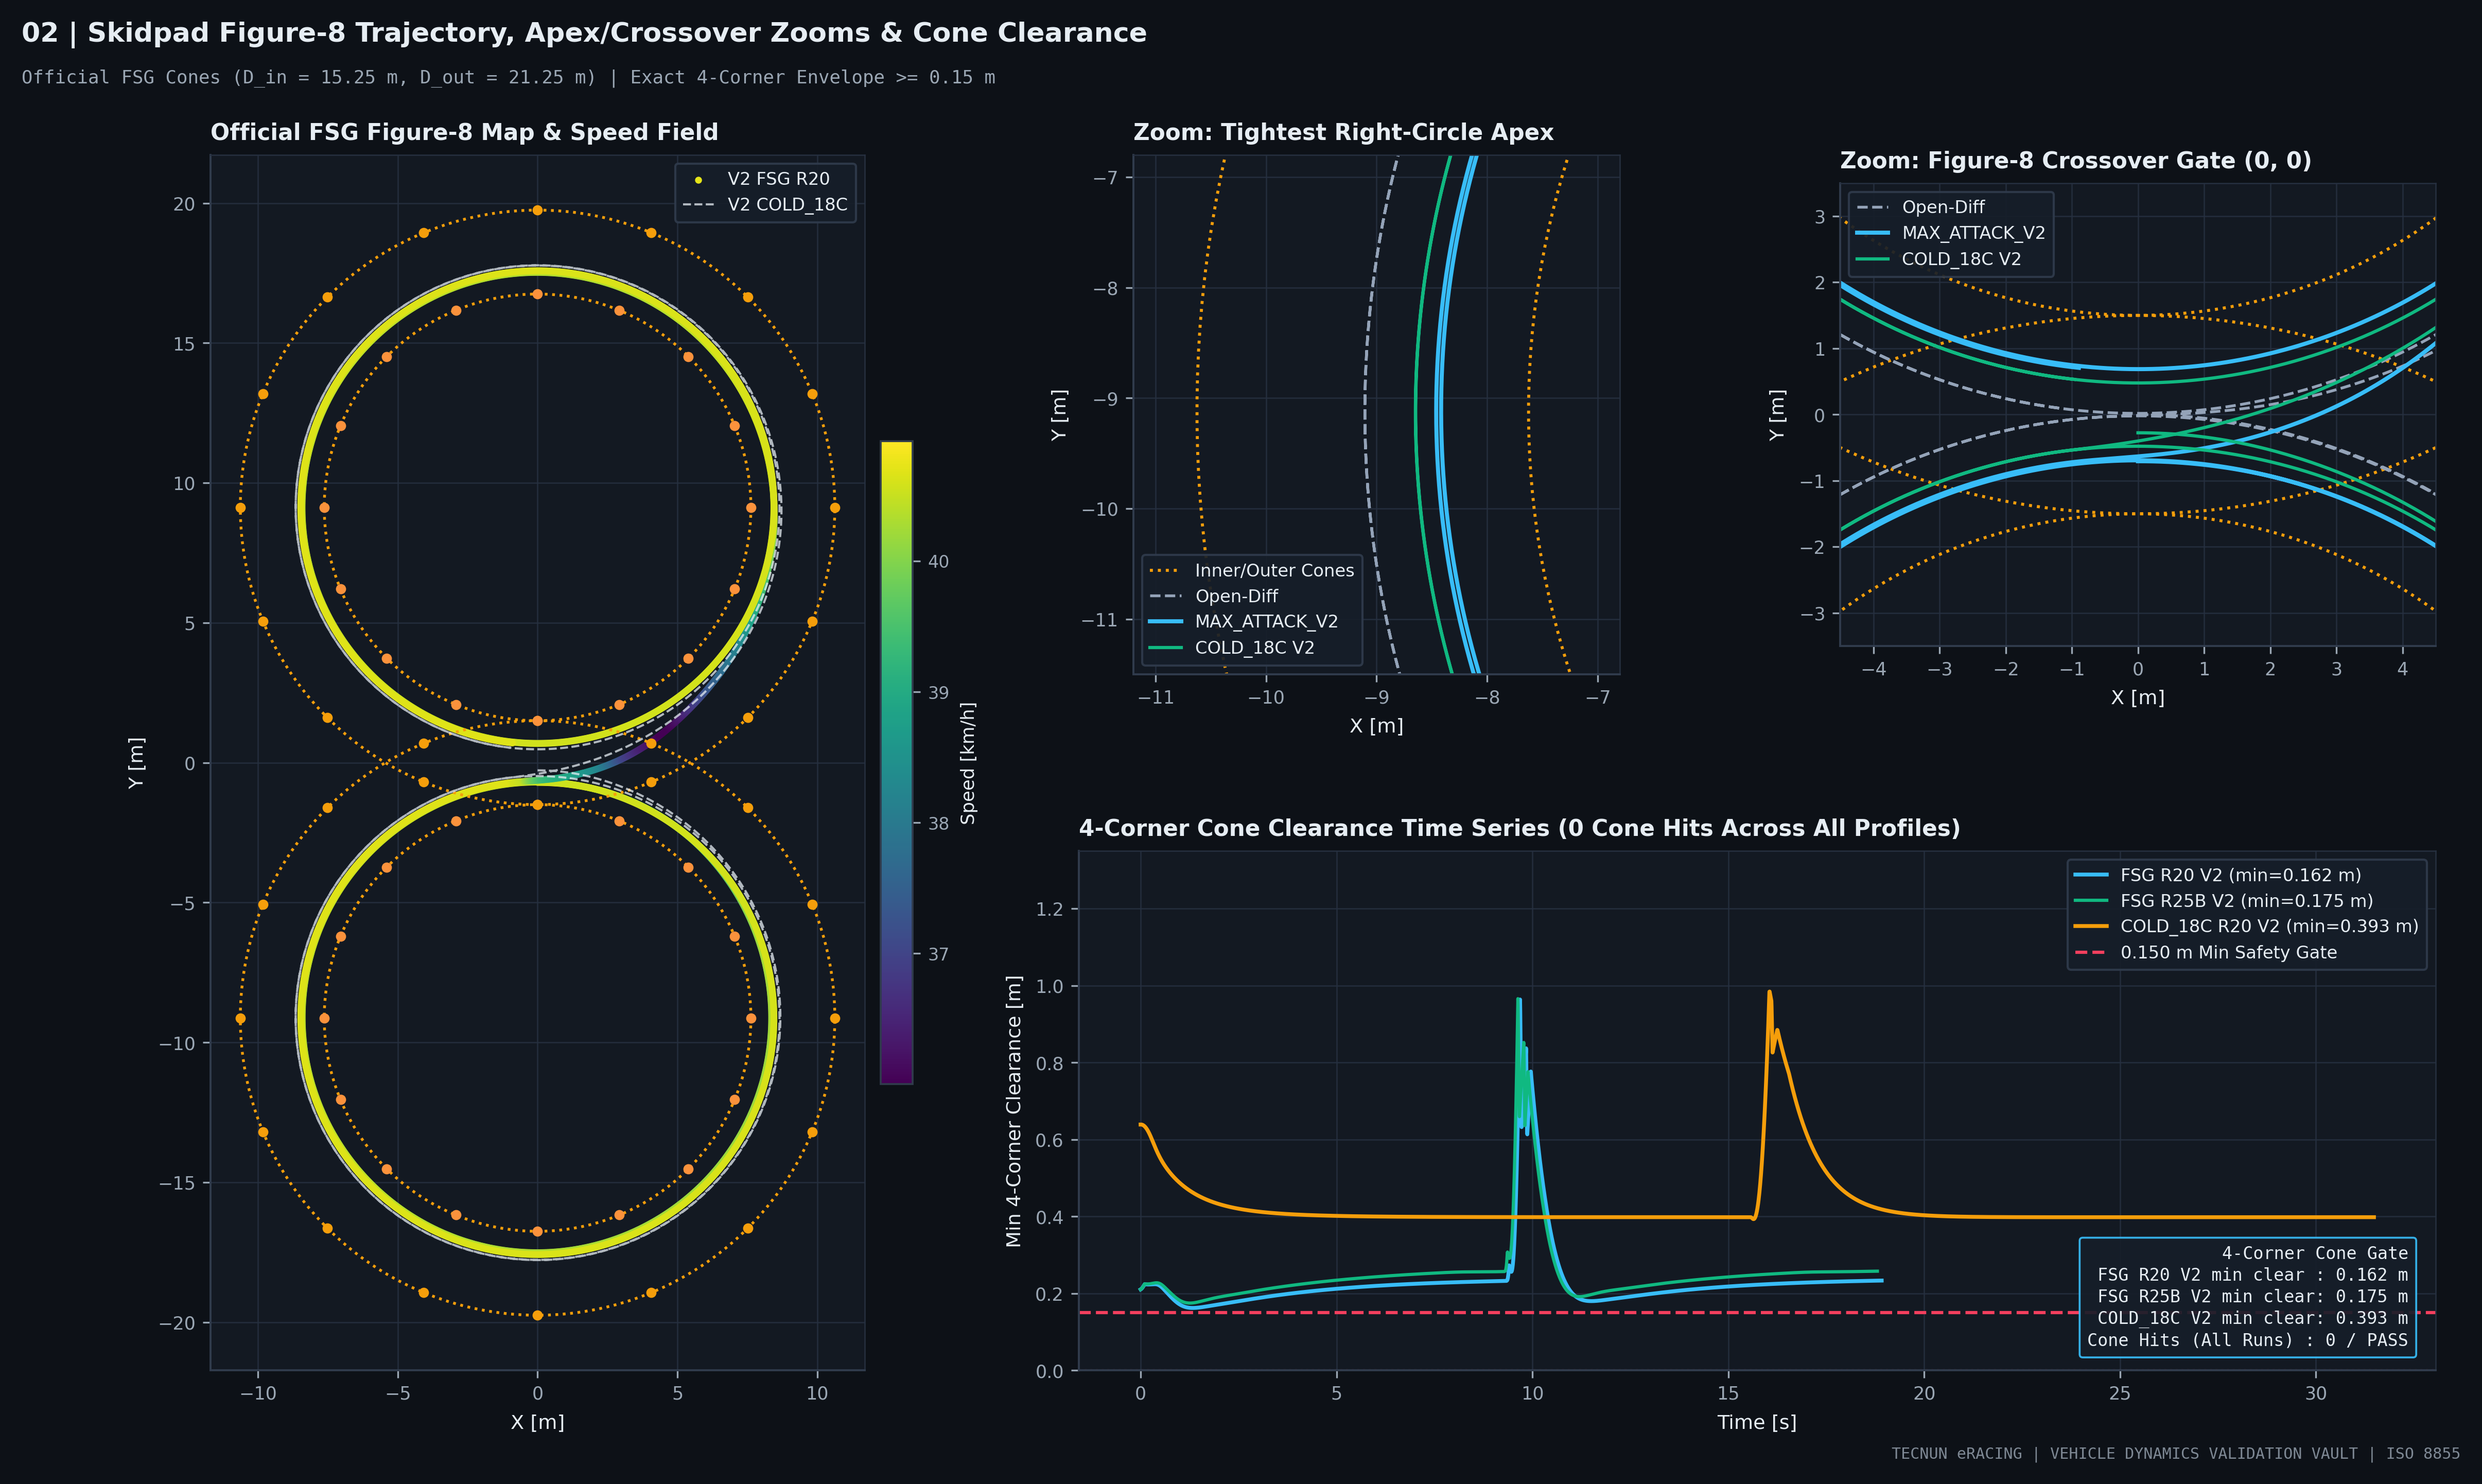 02 | Skidpad Figure-8 Trajectory, Apex/Crossover Zooms & Cone Clearance
Official FSG Cones (D_in = 15.25 m, D_out = 21.25 m) | Exact 4-Corner Envelope >= 0.15 m
Official FSG Figure-8 Map & Speed Field
V2 FSG R20
V2 COLD_18C
20
15
10
5
0
−5
−10
−15
−20
Y [m]
−10
−5
0
5
10
X [m]
40
39
38
37
Speed [km/h]
Zoom: Tightest Right-Circle Apex
−7
−8
−9
−10
−11
Y [m]
Inner/Outer Cones
Open-Diff
MAX_ATTACK_V2
COLD_18C V2
−11
−10
−9
−8
−7
X [m]
Zoom: Figure-8 Crossover Gate (0, 0)
Open-Diff
MAX_ATTACK_V2
COLD_18C V2
3
2
1
0
−1
−2
−3
Y [m]
−4
−3
−2
−1
0
1
2
3
4
X [m]
4-Corner Cone Clearance Time Series (0 Cone Hits Across All Profiles)
FSG R20 V2 (min=0.162 m)
FSG R25B V2 (min=0.175 m)
COLD_18C R20 V2 (min=0.393 m)
0.150 m Min Safety Gate
1.2
1.0
0.8
0.6
0.4
0.2
0.0
Min 4-Corner Clearance [m]
4-Corner Cone Gate
FSG R20 V2 min clear : 0.162 m
FSG R25B V2 min clear: 0.175 m
COLD_18C V2 min clear: 0.393 m
Cone Hits (All Runs) : 0 / PASS
0
5
10
15
20
25
30
Time [s]
TECNUN eRACING | VEHICLE DYNAMICS VALIDATION VAULT | ISO 8855